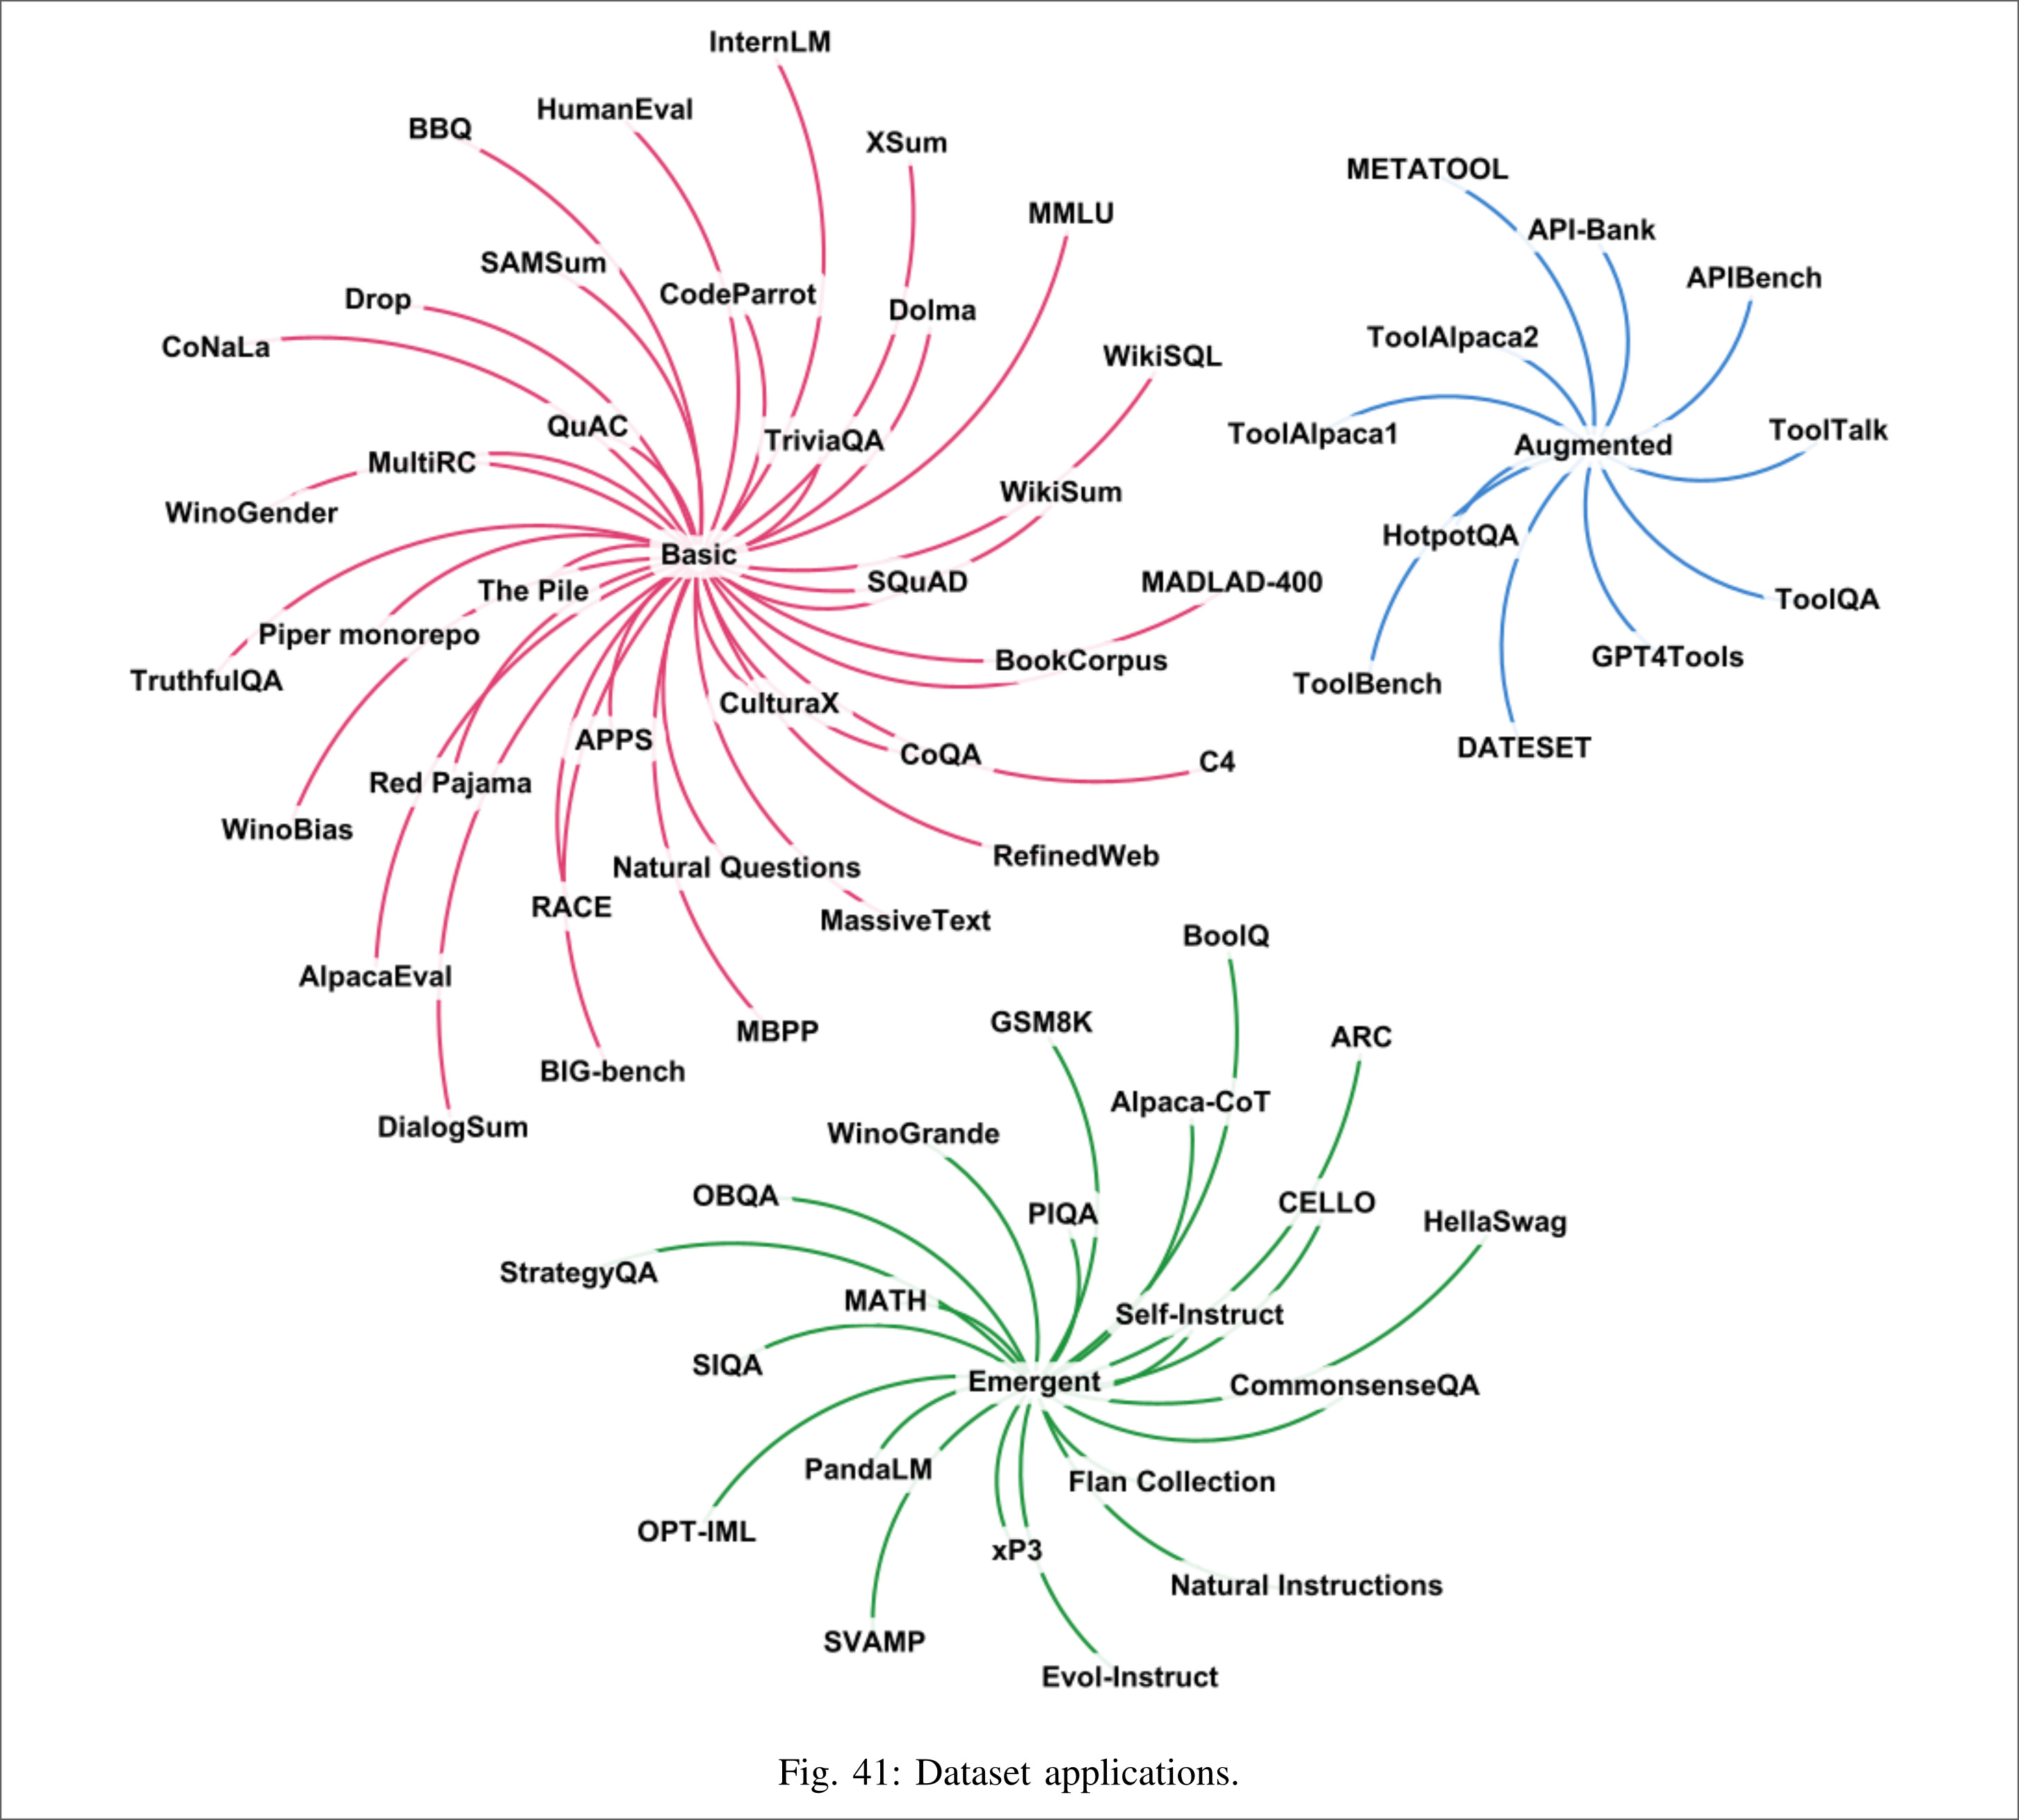 InternLM
HumanEval
BBQ
XSum
METATOOL
MMLU
API-Bank
SAMSum
APIBench
CodeParrot
Drop
Dolma
ToolAlpaca2
CoNaLa
WikiSQL
QuAC
ToolTalk
ToolAlpaca1
TriviaQA
Augmented
MultiRC
WikiSum
WinoGender
HotpotQA
Basic
SQuAD
MADLAD-400
The Pile
ToolQA
Piper monorepo
GPT4Tools
BookCorpus
TruthfulQA
ToolBench
CulturaX
APPS
DATESET
CoQA
C4
Red Pajama
WinoBias
RefinedWeb
Natural Questions
RACE
MassiveText
BoolQ
AlpacaEval
GSM8K
MBPP
ARC
BIG-bench
Alpaca-CoT
DialogSum
WinoGrande
OBQA
CELLO
PIQA
HellaSwag
StrategyQA
MATH
Self-Instruct
SIQA
Emergent
CommonsenseQA
PandaLM
Flan Collection
OPT-IML
xP3
Natural Instructions
SVAMP
Evol-Instruct
Fig. 41: Dataset applications.